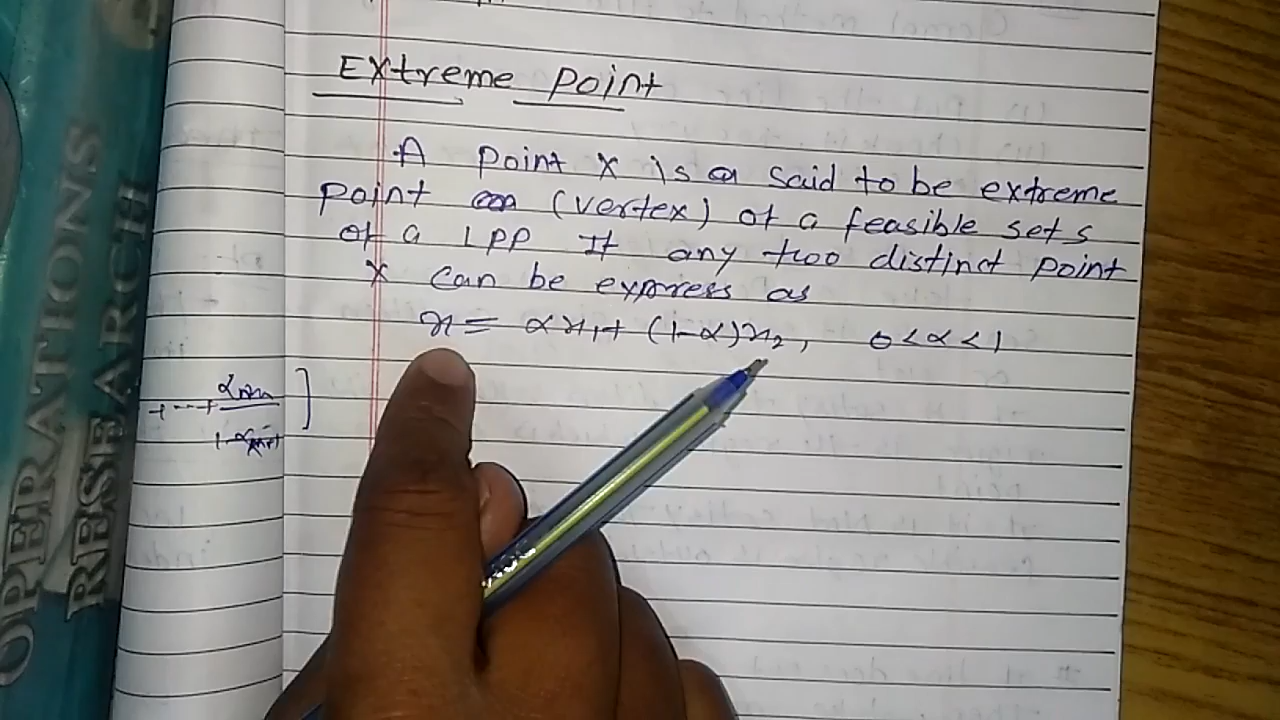 OPERATIONS
RESEARCH
Extreme Point
A Point X is a said to be extreme
point (vertex) of a feasible sets
of a LPP If any two distinct point
X can be express as
x = αx₁ + (1-α)x₂, 0<α<1